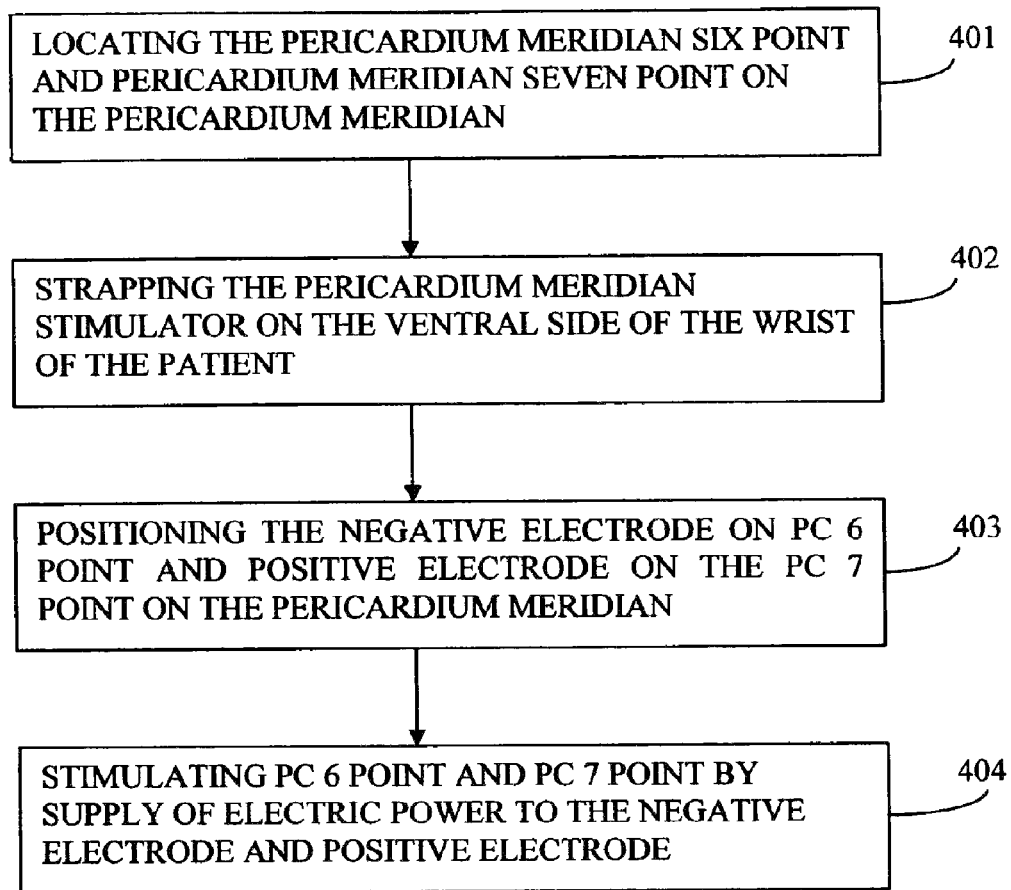 LOCATING THE PERICARDIUM MERIDIAN SIX POINT
AND PERICARDIUM MERIDIAN SEVEN POINT ON
THE PERICARDIUM MERIDIAN
401
STRAPPING THE PERICARDIUM MERIDIAN
STIMULATOR ON THE VENTRAL SIDE OF THE WRIST
OF THE PATIENT
402
POSITIONING THE NEGATIVE ELECTRODE ON PC 6
POINT AND POSITIVE ELECTRODE ON THE PC 7
POINT ON THE PERICARDIUM MERIDIAN
403
STIMULATING PC 6 POINT AND PC 7 POINT BY
SUPPLY OF ELECTRIC POWER TO THE NEGATIVE
ELECTRODE AND POSITIVE ELECTRODE
404